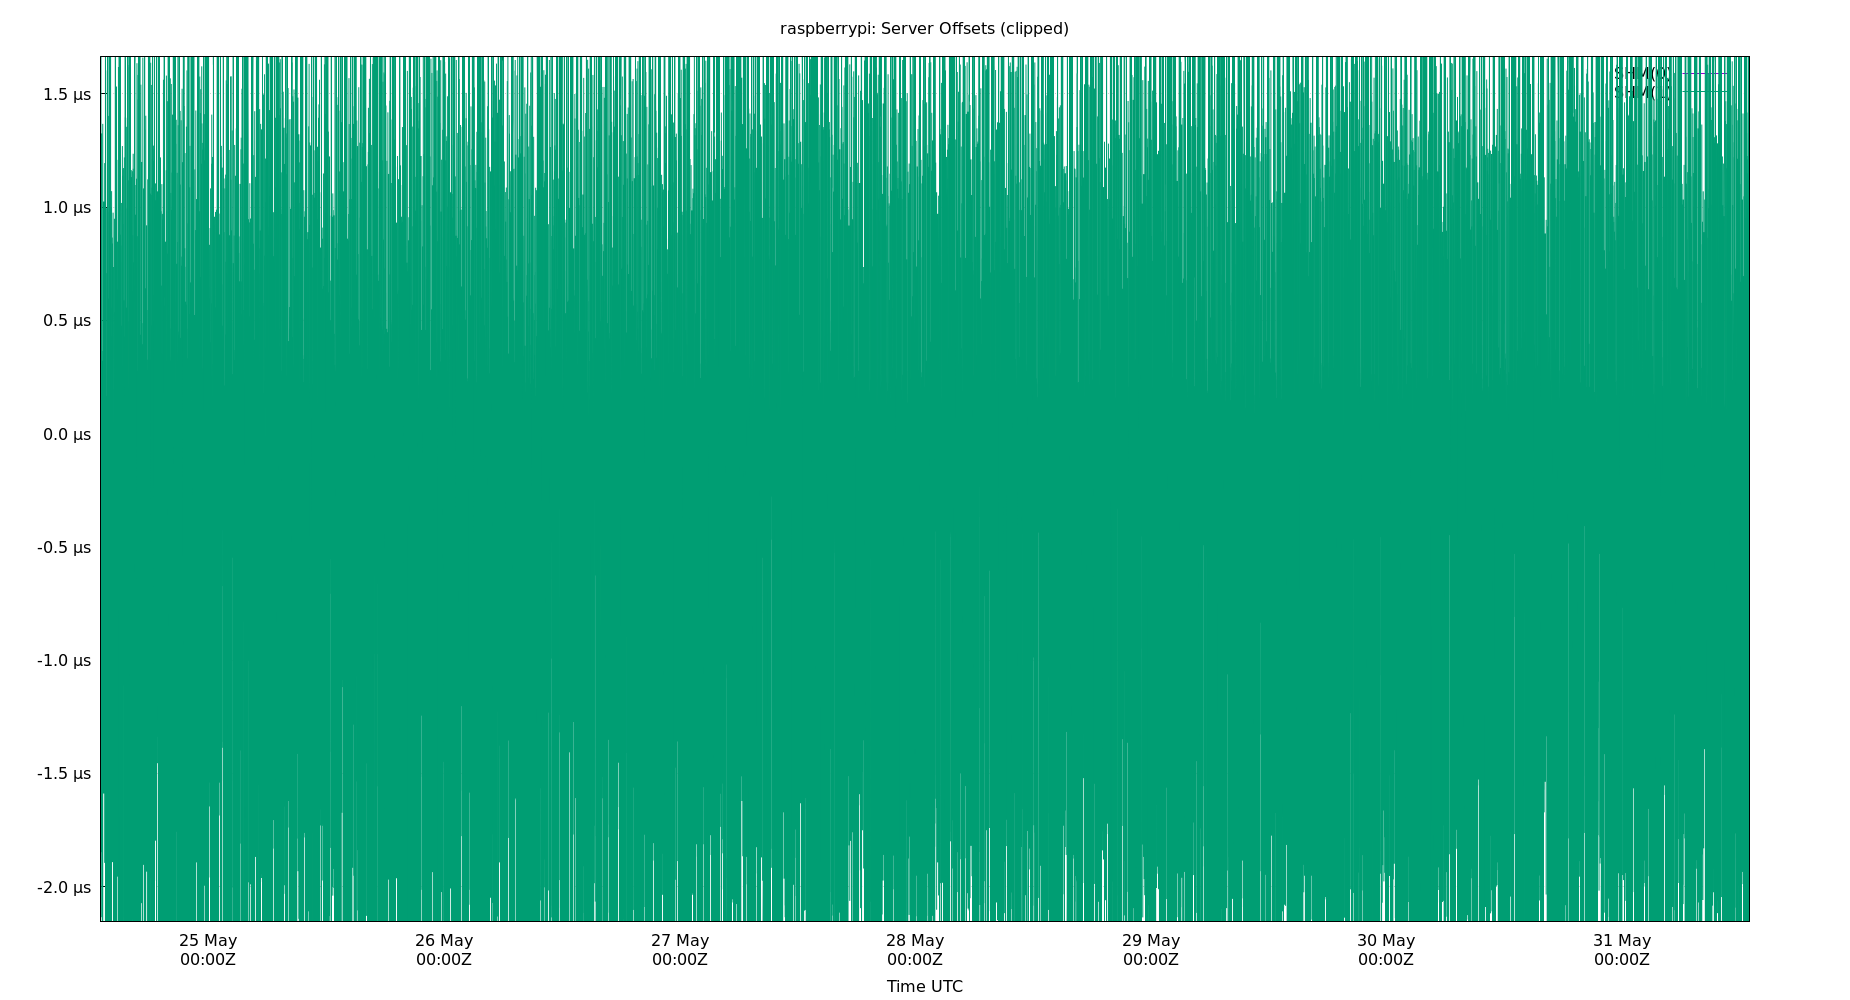 raspberrypi: Server Offsets (clipped)
SHM(0)
1.5 µs
1.0 µs
0.5 µs
0.0 µs
-0.5 µs
-1.0 µs
-1.5 µs
-2.0 µs
25 May
00:00Z
26 May
00:00Z
27 May
00:00Z
28 May
00:00Z
29 May
00:00Z
30 May
00:00Z
31 May
00:00Z
Time UTC